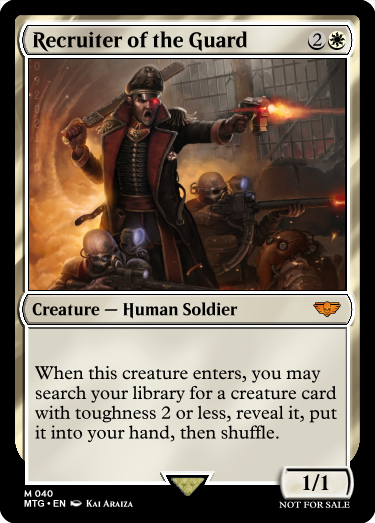 Recruiter of the Guard 2
Creature — Human Soldier
When this creature enters, you may
search your library for a creature card
with toughness 2 or less, reveal it, put
it into your hand, then shuffle.
1/1
M 040
MTG • EN Kai Araiza
NOT FOR SALE